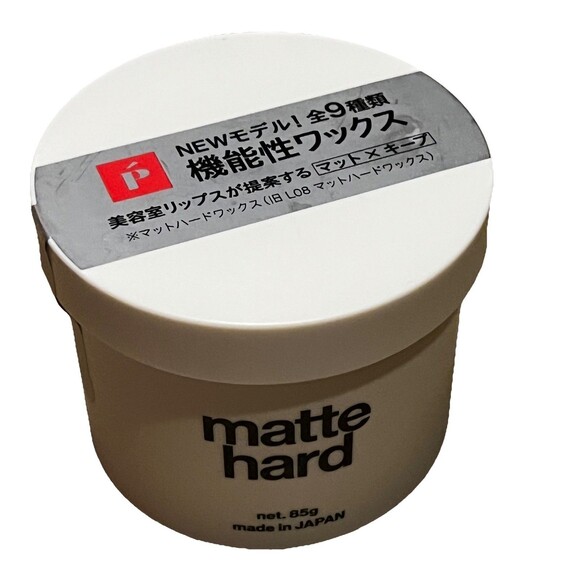 Ṕ
NEWモデル！全9種類
機能性ワックス
美容室リップスが提案する マット×キープ
※マットハードワックス（旧 L08 マットハードワックス）
matte
hard
net. 85g
made in JAPAN